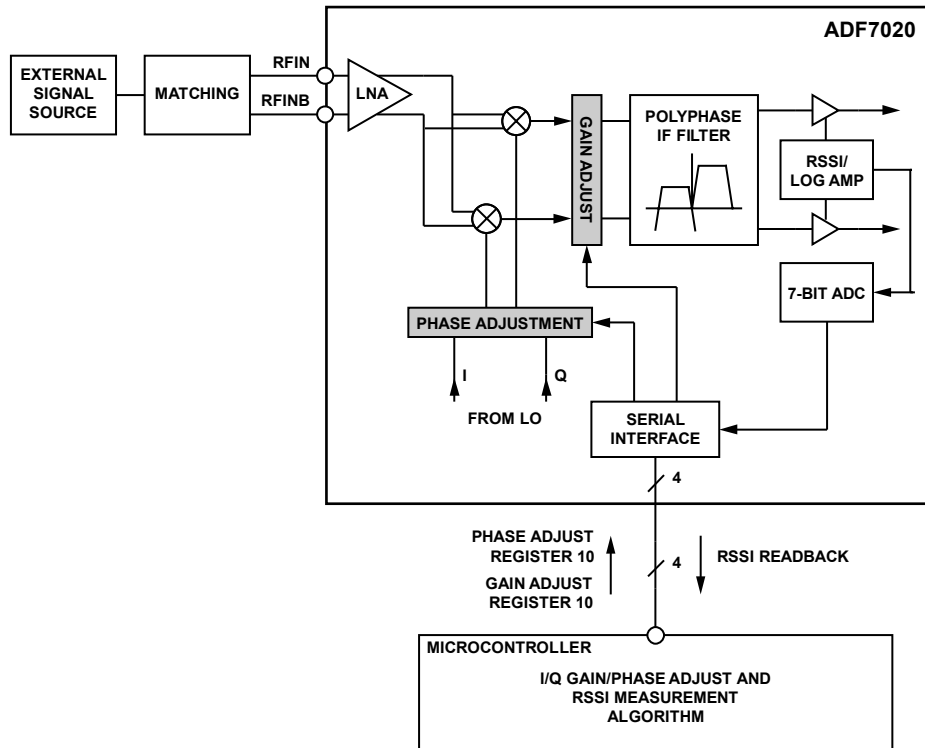 ADF7020
EXTERNAL
SIGNAL
SOURCE
MATCHING
RFIN
RFINB
LNA
GAIN ADJUST
POLYPHASE
IF FILTER
RSSI/
LOG AMP
7-BIT ADC
PHASE ADJUSTMENT
I
Q
FROM LO
SERIAL
INTERFACE
4
PHASE ADJUST
REGISTER 10
GAIN ADJUST
REGISTER 10
4
RSSI READBACK
MICROCONTROLLER
I/Q GAIN/PHASE ADJUST AND
RSSI MEASUREMENT
ALGORITHM